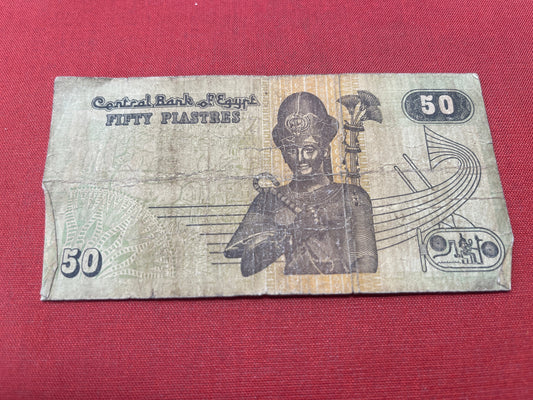 Central Bank of Egypt
FIFTY PIASTRES
50
50